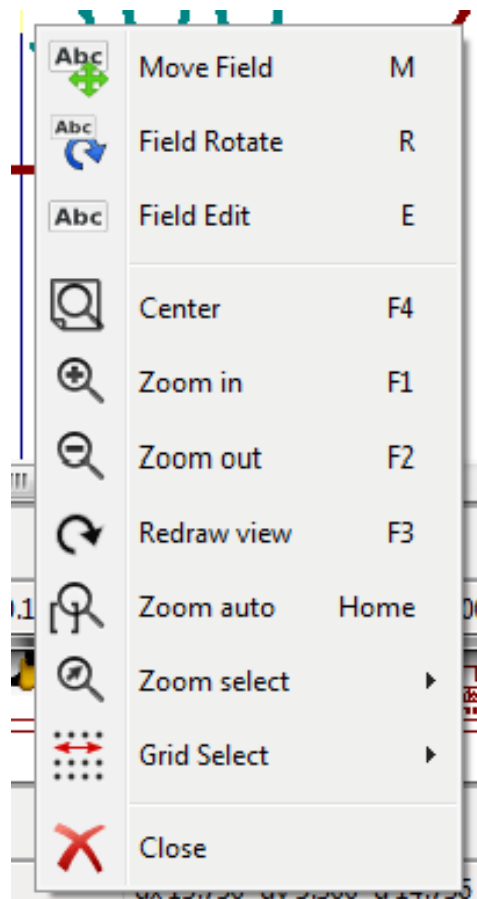 Abc Move Field M
Abc Field Rotate R
Abc Field Edit E
Center F4
Zoom in F1
Zoom out F2
Redraw view F3
Zoom auto Home
Zoom select
Grid Select
Close